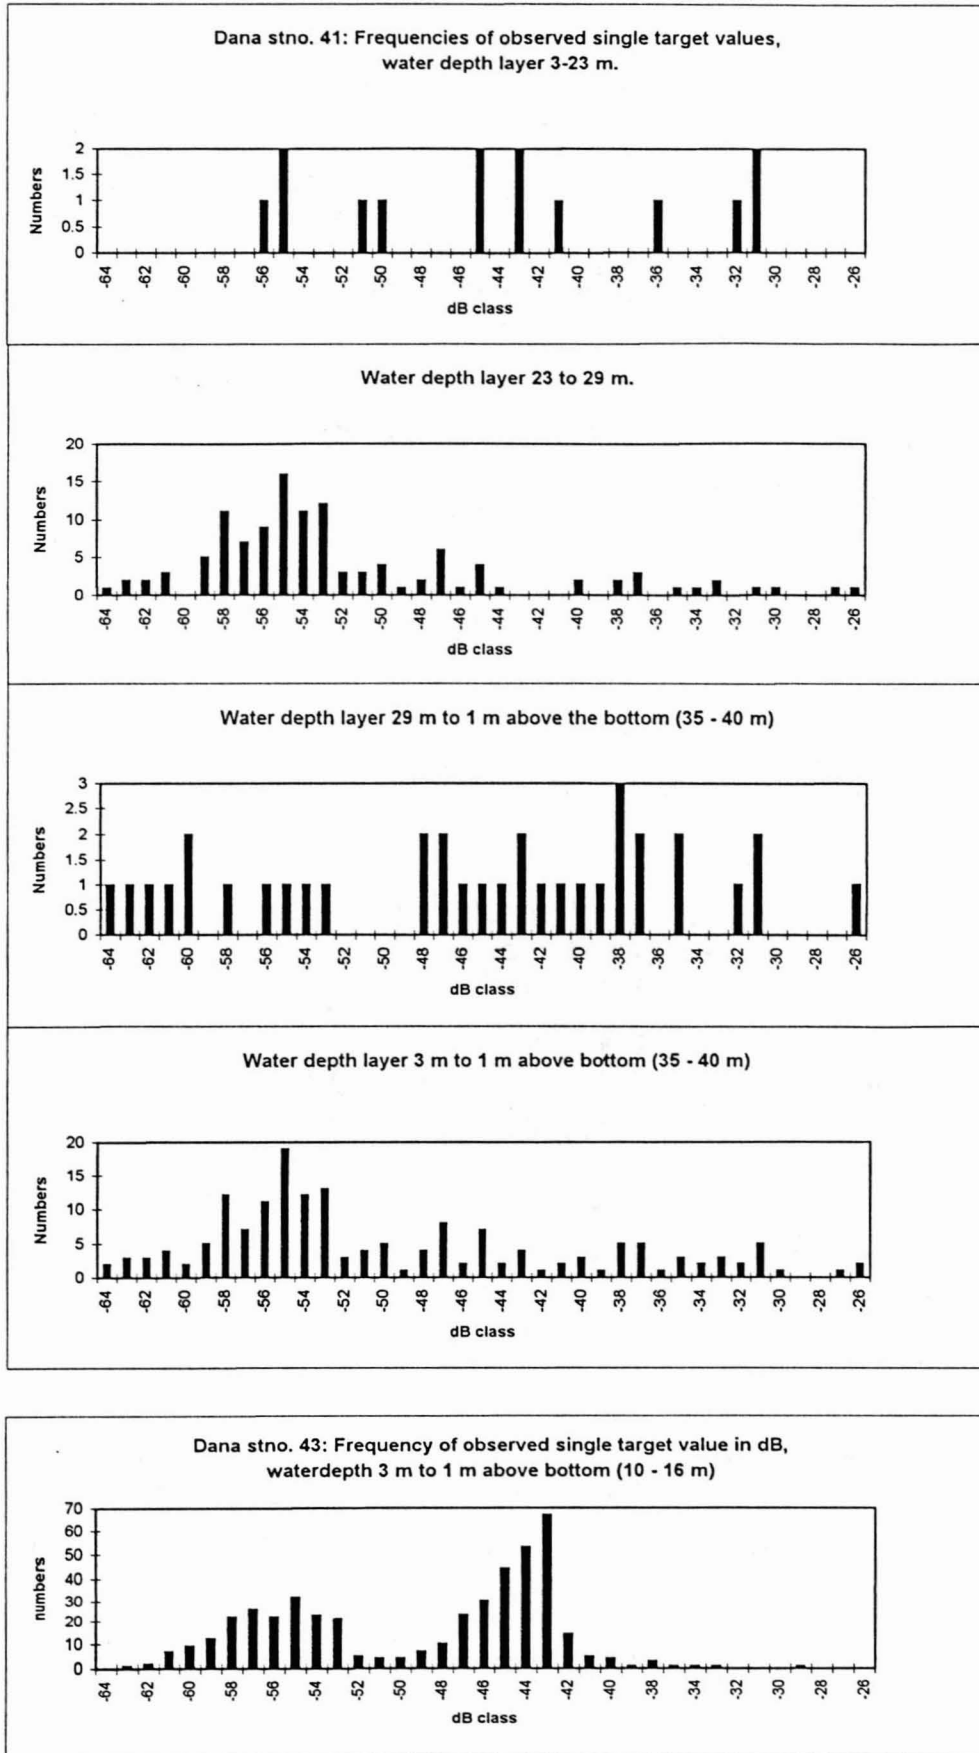 Dana stno. 41: Frequencies of observed single target values,
water depth layer 3-23 m.
Numbers
2
1.5
1
0.5
0
-64 -62 -60 -58 -56 -54 -52 -50 -48 -46 -44 -42 -40 -38 -36 -34 -32 -30 -28 -26
dB class
Water depth layer 23 to 29 m.
Numbers
20
15
10
5
0
-64 -62 -60 -58 -56 -54 -52 -50 -48 -46 -44 -42 -40 -38 -36 -34 -32 -30 -28 -26
dB class
Water depth layer 29 m to 1 m above the bottom (35 - 40 m)
Numbers
3
2.5
2
1.5
1
0.5
0
-64 -62 -60 -58 -56 -54 -52 -50 -48 -46 -44 -42 -40 -38 -36 -34 -32 -30 -28 -26
dB class
Water depth layer 3 m to 1 m above bottom (35 - 40 m)
Numbers
20
15
10
5
0
-64 -62 -60 -58 -56 -54 -52 -50 -48 -46 -44 -42 -40 -38 -36 -34 -32 -30 -28 -26
dB class
Dana stno. 43: Frequency of observed single target value in dB,
waterdepth 3 m to 1 m above bottom (10 - 16 m)
numbers
70
60
50
40
30
20
10
0
-64 -62 -60 -58 -56 -54 -52 -50 -48 -46 -44 -42 -40 -38 -36 -34 -32 -30 -28 -26
dB class